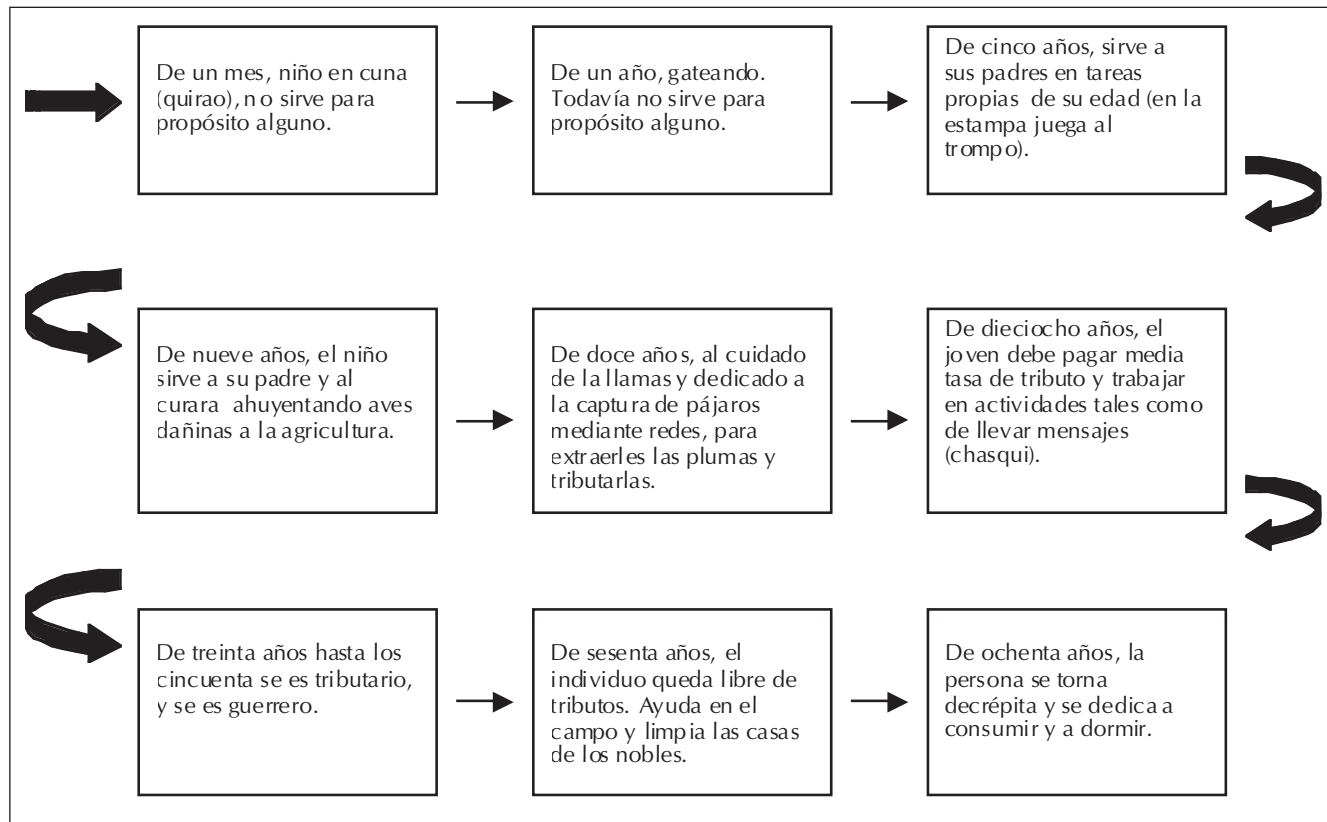 De un mes, niño en cuna
(quirao), no sirve para
propósito alguno.
De un año, gateando.
Todavía no sirve para
propósito alguno.
De cinco años, sirve a
sus padres en tareas
propias de su edad (en la
estampa juega al
trompo).
De nueve años, el niño
sirve a su padre y al
curara ahuyentando aves
dañinas a la agricultura.
De doce años, al cuidado
de la llamas y dedicado a
la captura de pájaros
mediante redes, para
extraerles las plumas y
tributarlas.
De dieciocho años, el
joven debe pagar media
tasa de tributo y trabajar
en actividades tales como
de llevar mensajes
(chasqui).
De treinta años hasta los
cincuenta se es tributario,
y se es guerrero.
De sesenta años, el
individuo queda libre de
tributos. Ayuda en el
campo y limpia las casas
de los nobles.
De ochenta años, la
persona se torna
decrépita y se dedica a
consumir y a dormir.